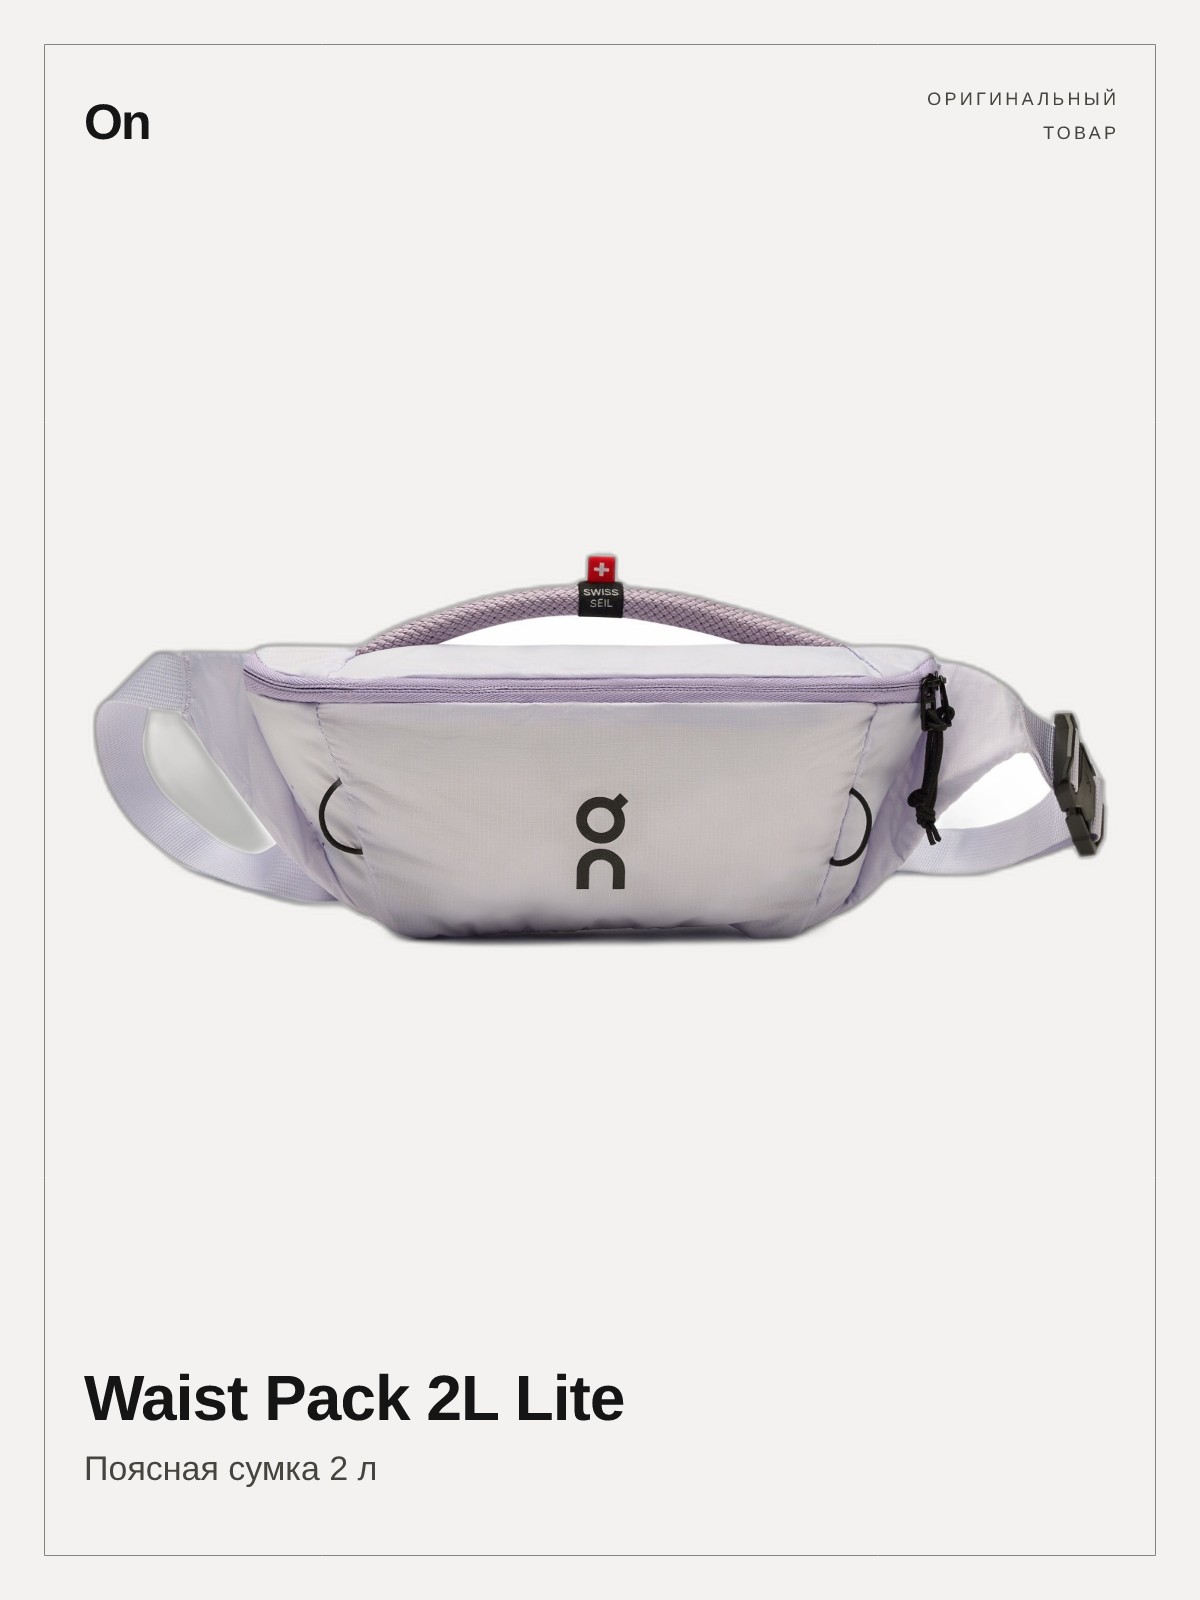 On
ОРИГИНАЛЬНЫЙ
ТОВАР
SWISS
SEIL
Waist Pack 2L Lite
Поясная сумка 2 л